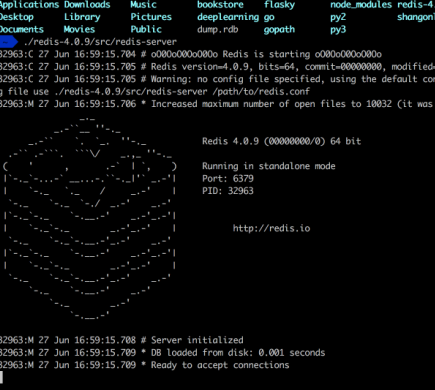 Applications Downloads Music bookstore flasky node_modules redis-4.
Desktop Library Pictures deeplearning go py2 shangon
Documents Movies Public dump.rdb gopath py3
./redis-4.0.9/src/redis-server
32963:C 27 Jun 16:59:15.704 # oO0OoO0OoO0Oo Redis is starting oO0OoO0OoO0Oo
32963:C 27 Jun 16:59:15.705 # Redis version=4.0.9, bits=64, commit=00000000, modified=
32963:C 27 Jun 16:59:15.705 # Warning: no config file specified, using the default con
g file use ./redis-4.0.9/src/redis-server /path/to/redis.conf
32963:M 27 Jun 16:59:15.706 * Increased maximum number of open files to 10032 (it was
Redis 4.0.9 (00000000/0) 64 bit
Running in standalone mode
Port: 6379
PID: 32963
http://redis.io
32963:M 27 Jun 16:59:15.708 # Server initialized
32963:M 27 Jun 16:59:15.709 * DB loaded from disk: 0.001 seconds
32963:M 27 Jun 16:59:15.709 * Ready to accept connections